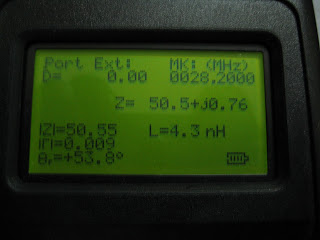 Port Ext: MK: (MHz)
D= 0.00 0028.2000
Z= 50.5+j0.76
|Z|=50.55 L=4.3 nH
|Γ|=0.009
θᵣ=+53.8°